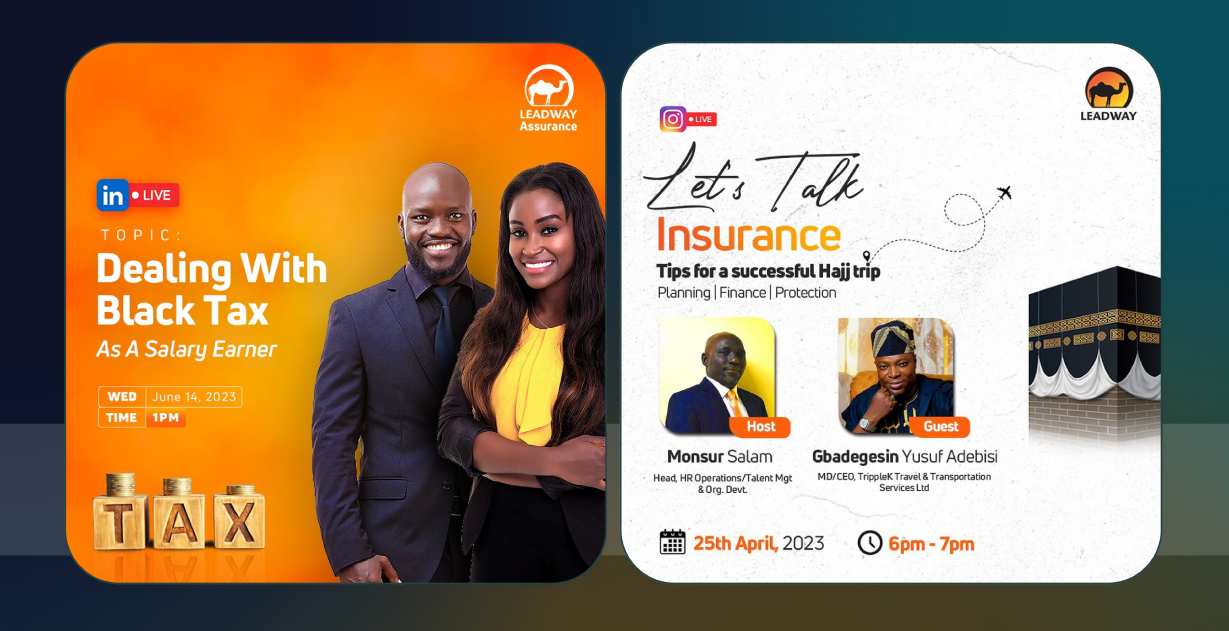 LEADWAY
Assurance
in LIVE
TOPIC:
Dealing With
Black Tax
As A Salary Earner
WED June 14, 2023
TIME 1PM
TAX
LEADWAY
LIVE
Let's Talk
Insurance
Tips for a successful Hajj trip
Planning | Finance | Protection
Host
Monsur Salam
Head, HR Operations/Talent Mgt
& Org. Devt.
Guest
Gbadegesin Yusuf Adebisi
MD/CEO, TrippleK Travel & Transportation
Services Ltd
25th April, 2023
6pm - 7pm